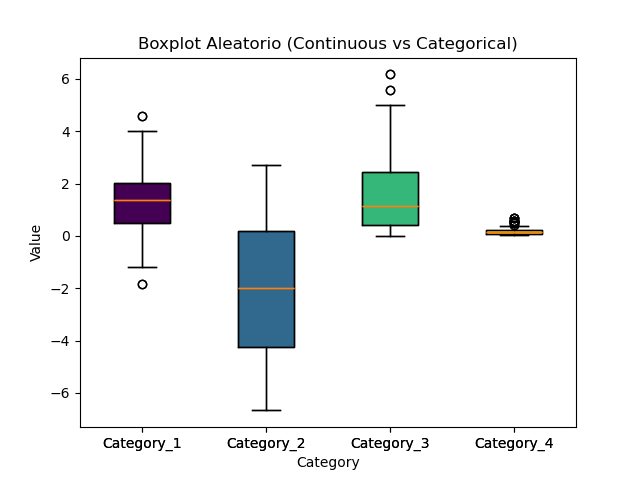 Boxplot Aleatorio (Continuous vs Categorical)
6
4
2
0
−2
−4
−6
Value
Category_1 Category_2 Category_3 Category_4
Category